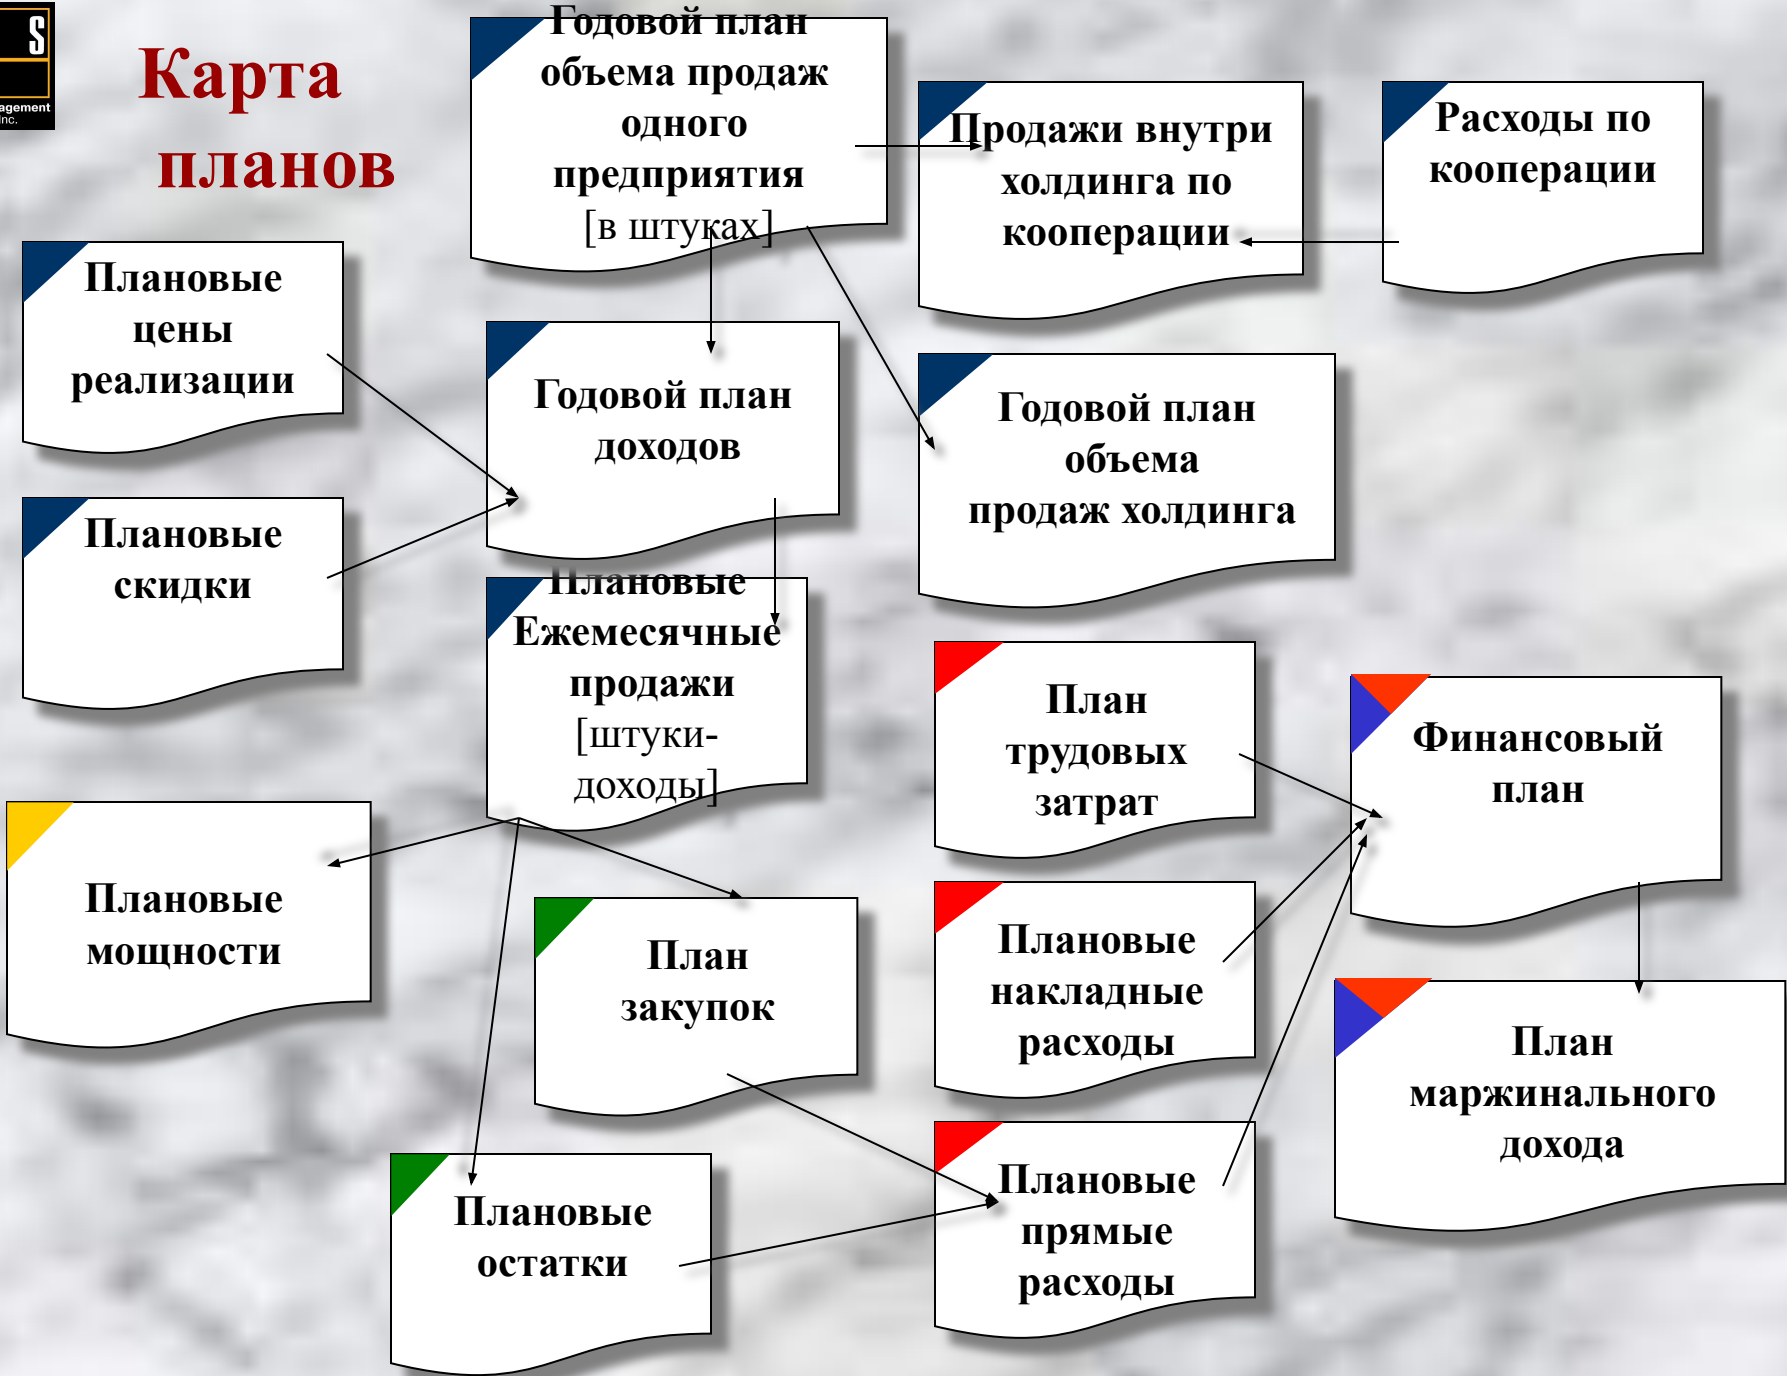 S
agement
Inc.
Карта
планов
Годовой план
объема продаж
одного
предприятия
[в штуках]
Продажи внутри
холдинга по
кооперации
Расходы по
кооперации
Плановые
цены
реализации
Годовой план
доходов
Годовой план
объема
продаж холдинга
Плановые
скидки
Плановые
Ежемесячные
продажи
[штуки-
доходы]
План
трудовых
затрат
Финансовый
план
Плановые
мощности
План
закупок
Плановые
накладные
расходы
План
маржинального
дохода
Плановые
остатки
Плановые
прямые
расходы